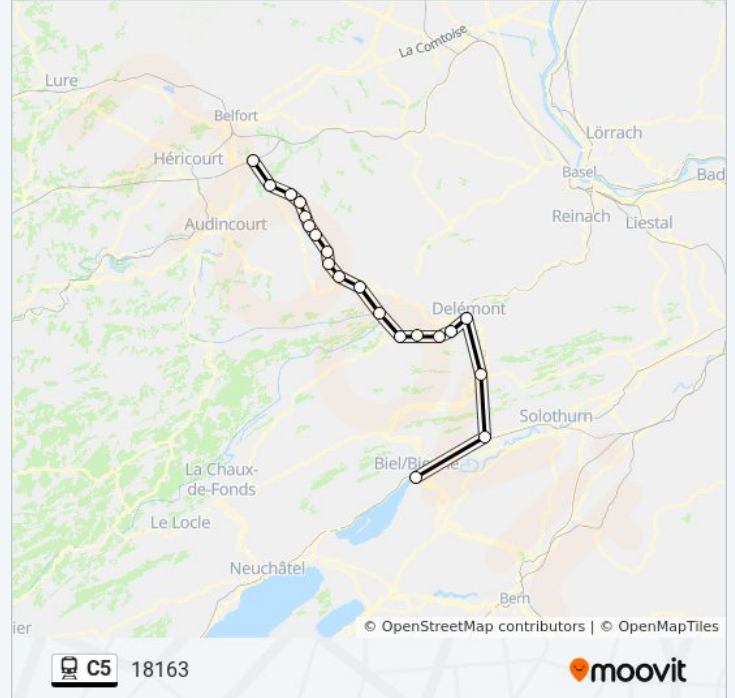 La Comtoise
Lure
Belfort
Lörrach
Héricourt
Basel
Bad
Audincourt
Reinach
Liestal
Delémont
Solothurn
Biel/Bienne
La Chaux-
de-Fonds
Le Locle
Neuchâtel
Bern
ier
© OpenStreetMap contributors | © OpenMapTiles
C5 18163
moovit